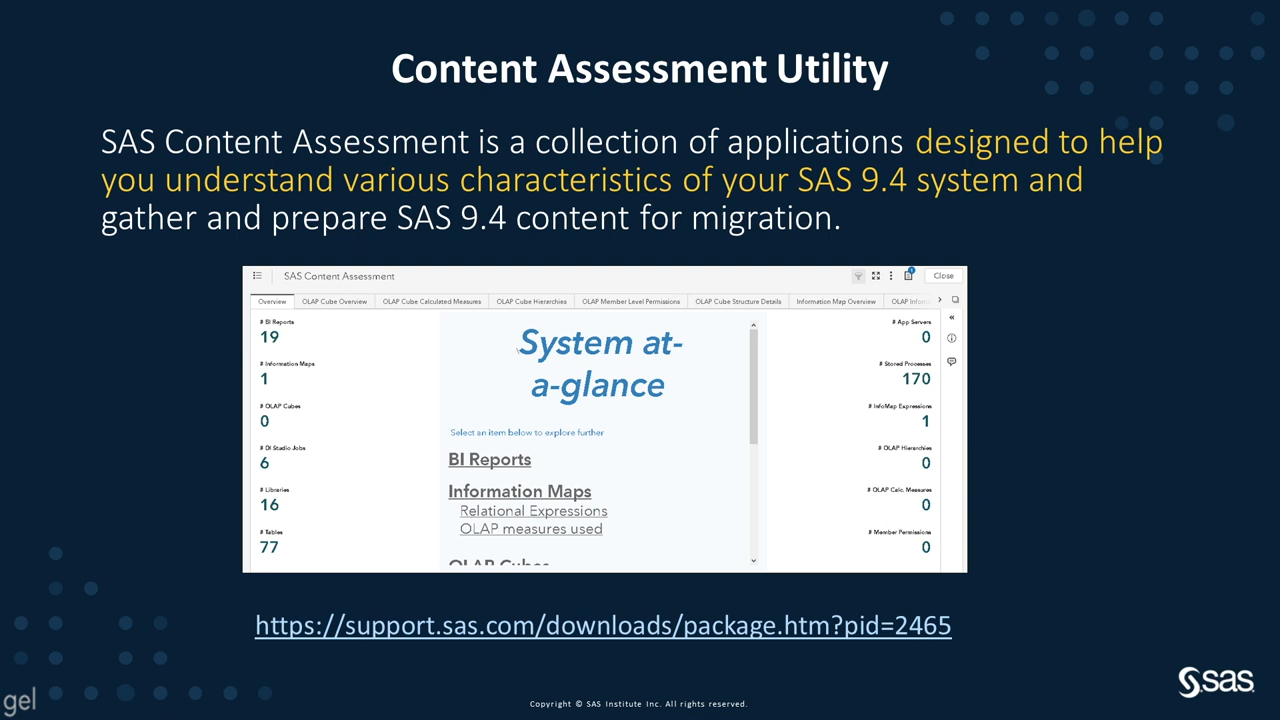 Content Assessment Utility
SAS Content Assessment is a collection of applications designed to help
you understand various characteristics of your SAS 9.4 system and
gather and prepare SAS 9.4 content for migration.
SAS Content Assessment
Close
Overview
OLAP Cube Overview
OLAP Cube Calculated Measures
OLAP Cube Hierarchies
OLAP Member Level Permissions
OLAP Cube Structure Details
Information Map Overview
# BI Reports
19
# Information Maps
1
# OLAP Cubes
0
# DI Studio Jobs
6
# Libraries
16
# Tables
77
System at-
a-glance
Select an item below to explore further
BI Reports
Information Maps
Relational Expressions
OLAP measures used
OLAP Cubes
# App Servers
0
# Stored Processes
170
# InfoMap Expressions
1
# OLAP Hierarchies
0
# OLAP Calc. Measures
0
# Member Permissions
0
https://support.sas.com/downloads/package.htm?pid=2465
gel
Copyright © SAS Institute Inc. All rights reserved.
sas